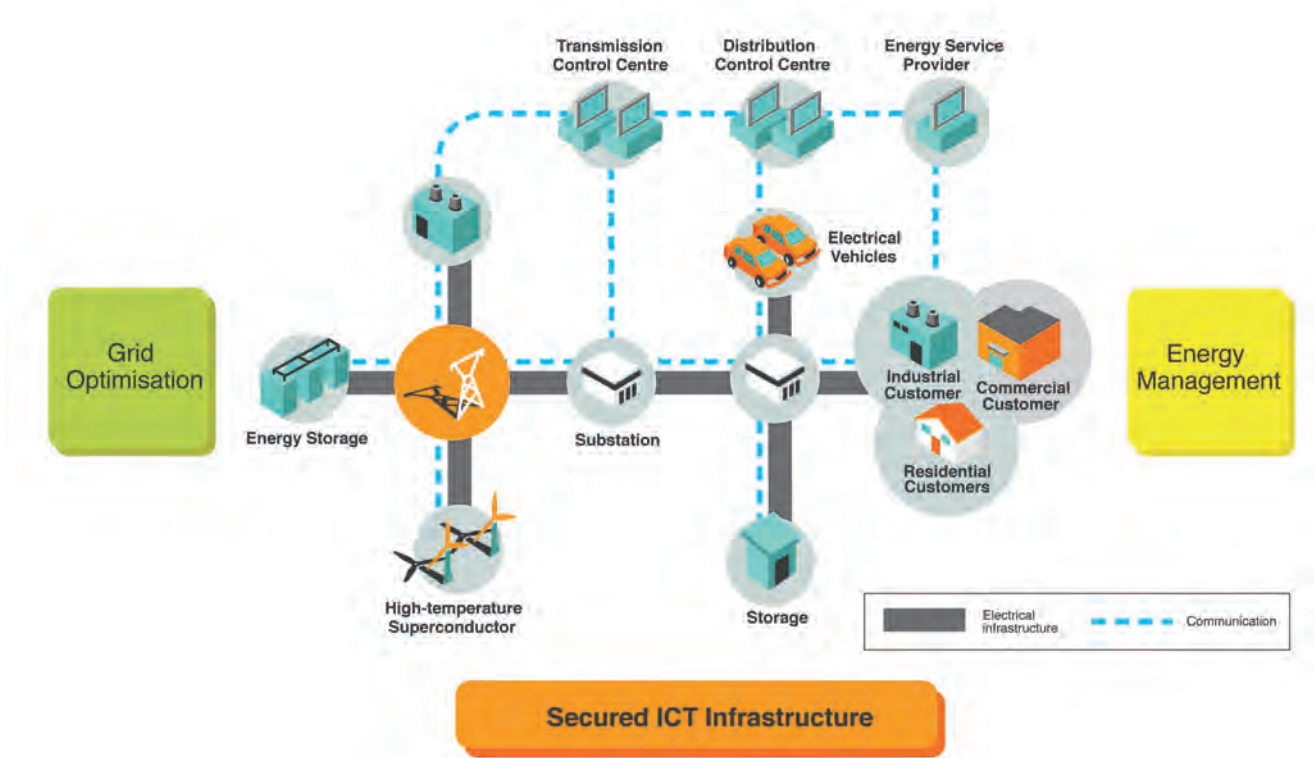 Transmission
Control Centre
Distribution
Control Centre
Energy Service
Provider
Electrical
Vehicles
Grid
Optimisation
Energy Storage
Substation
Industrial
Customer
Commercial
Customer
Residential
Customers
Energy
Management
High-temperature
Superconductor
Storage
Electrical
infrastructure
Communication
Secured ICT Infrastructure